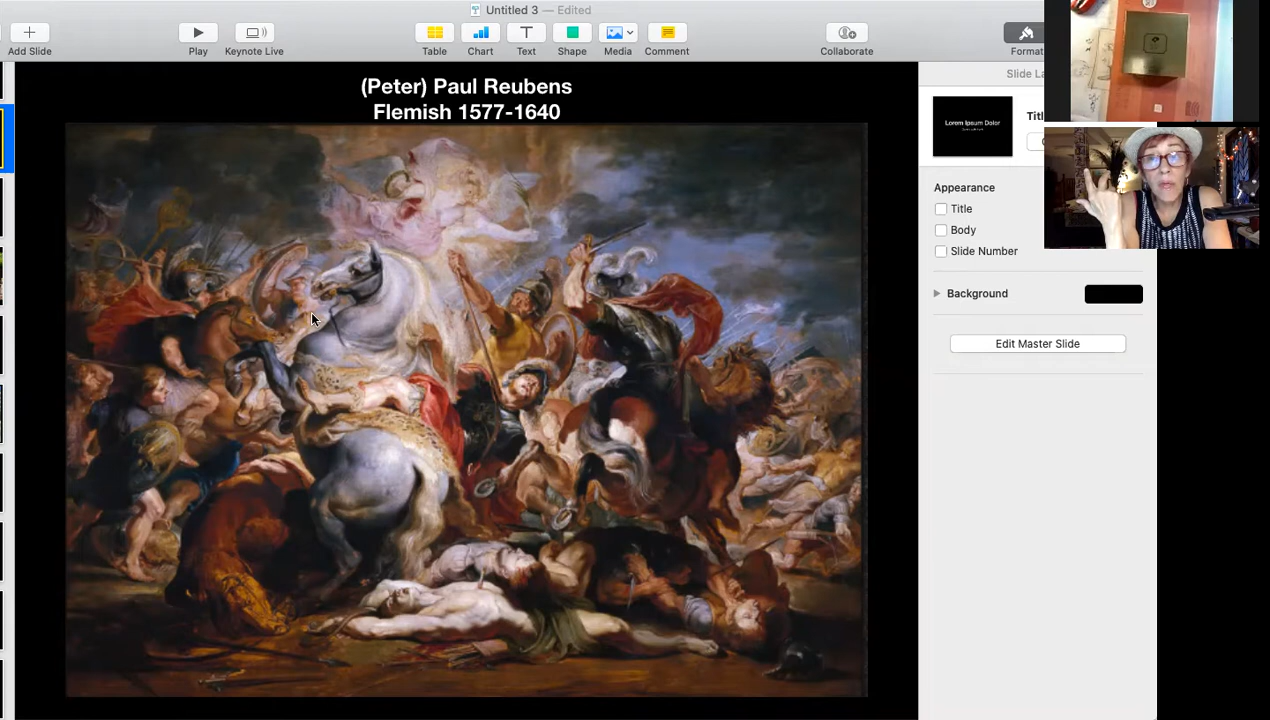 Untitled 3 — Edited
Add Slide
Play
Keynote Live
Table
Chart
Text
Shape
Media
Comment
Collaborate
Format
(Peter) Paul Reubens
Flemish 1577-1640
Slide
Lorem Ipsum Dolor
Appearance
Title
Body
Slide Number
Background
Edit Master Slide